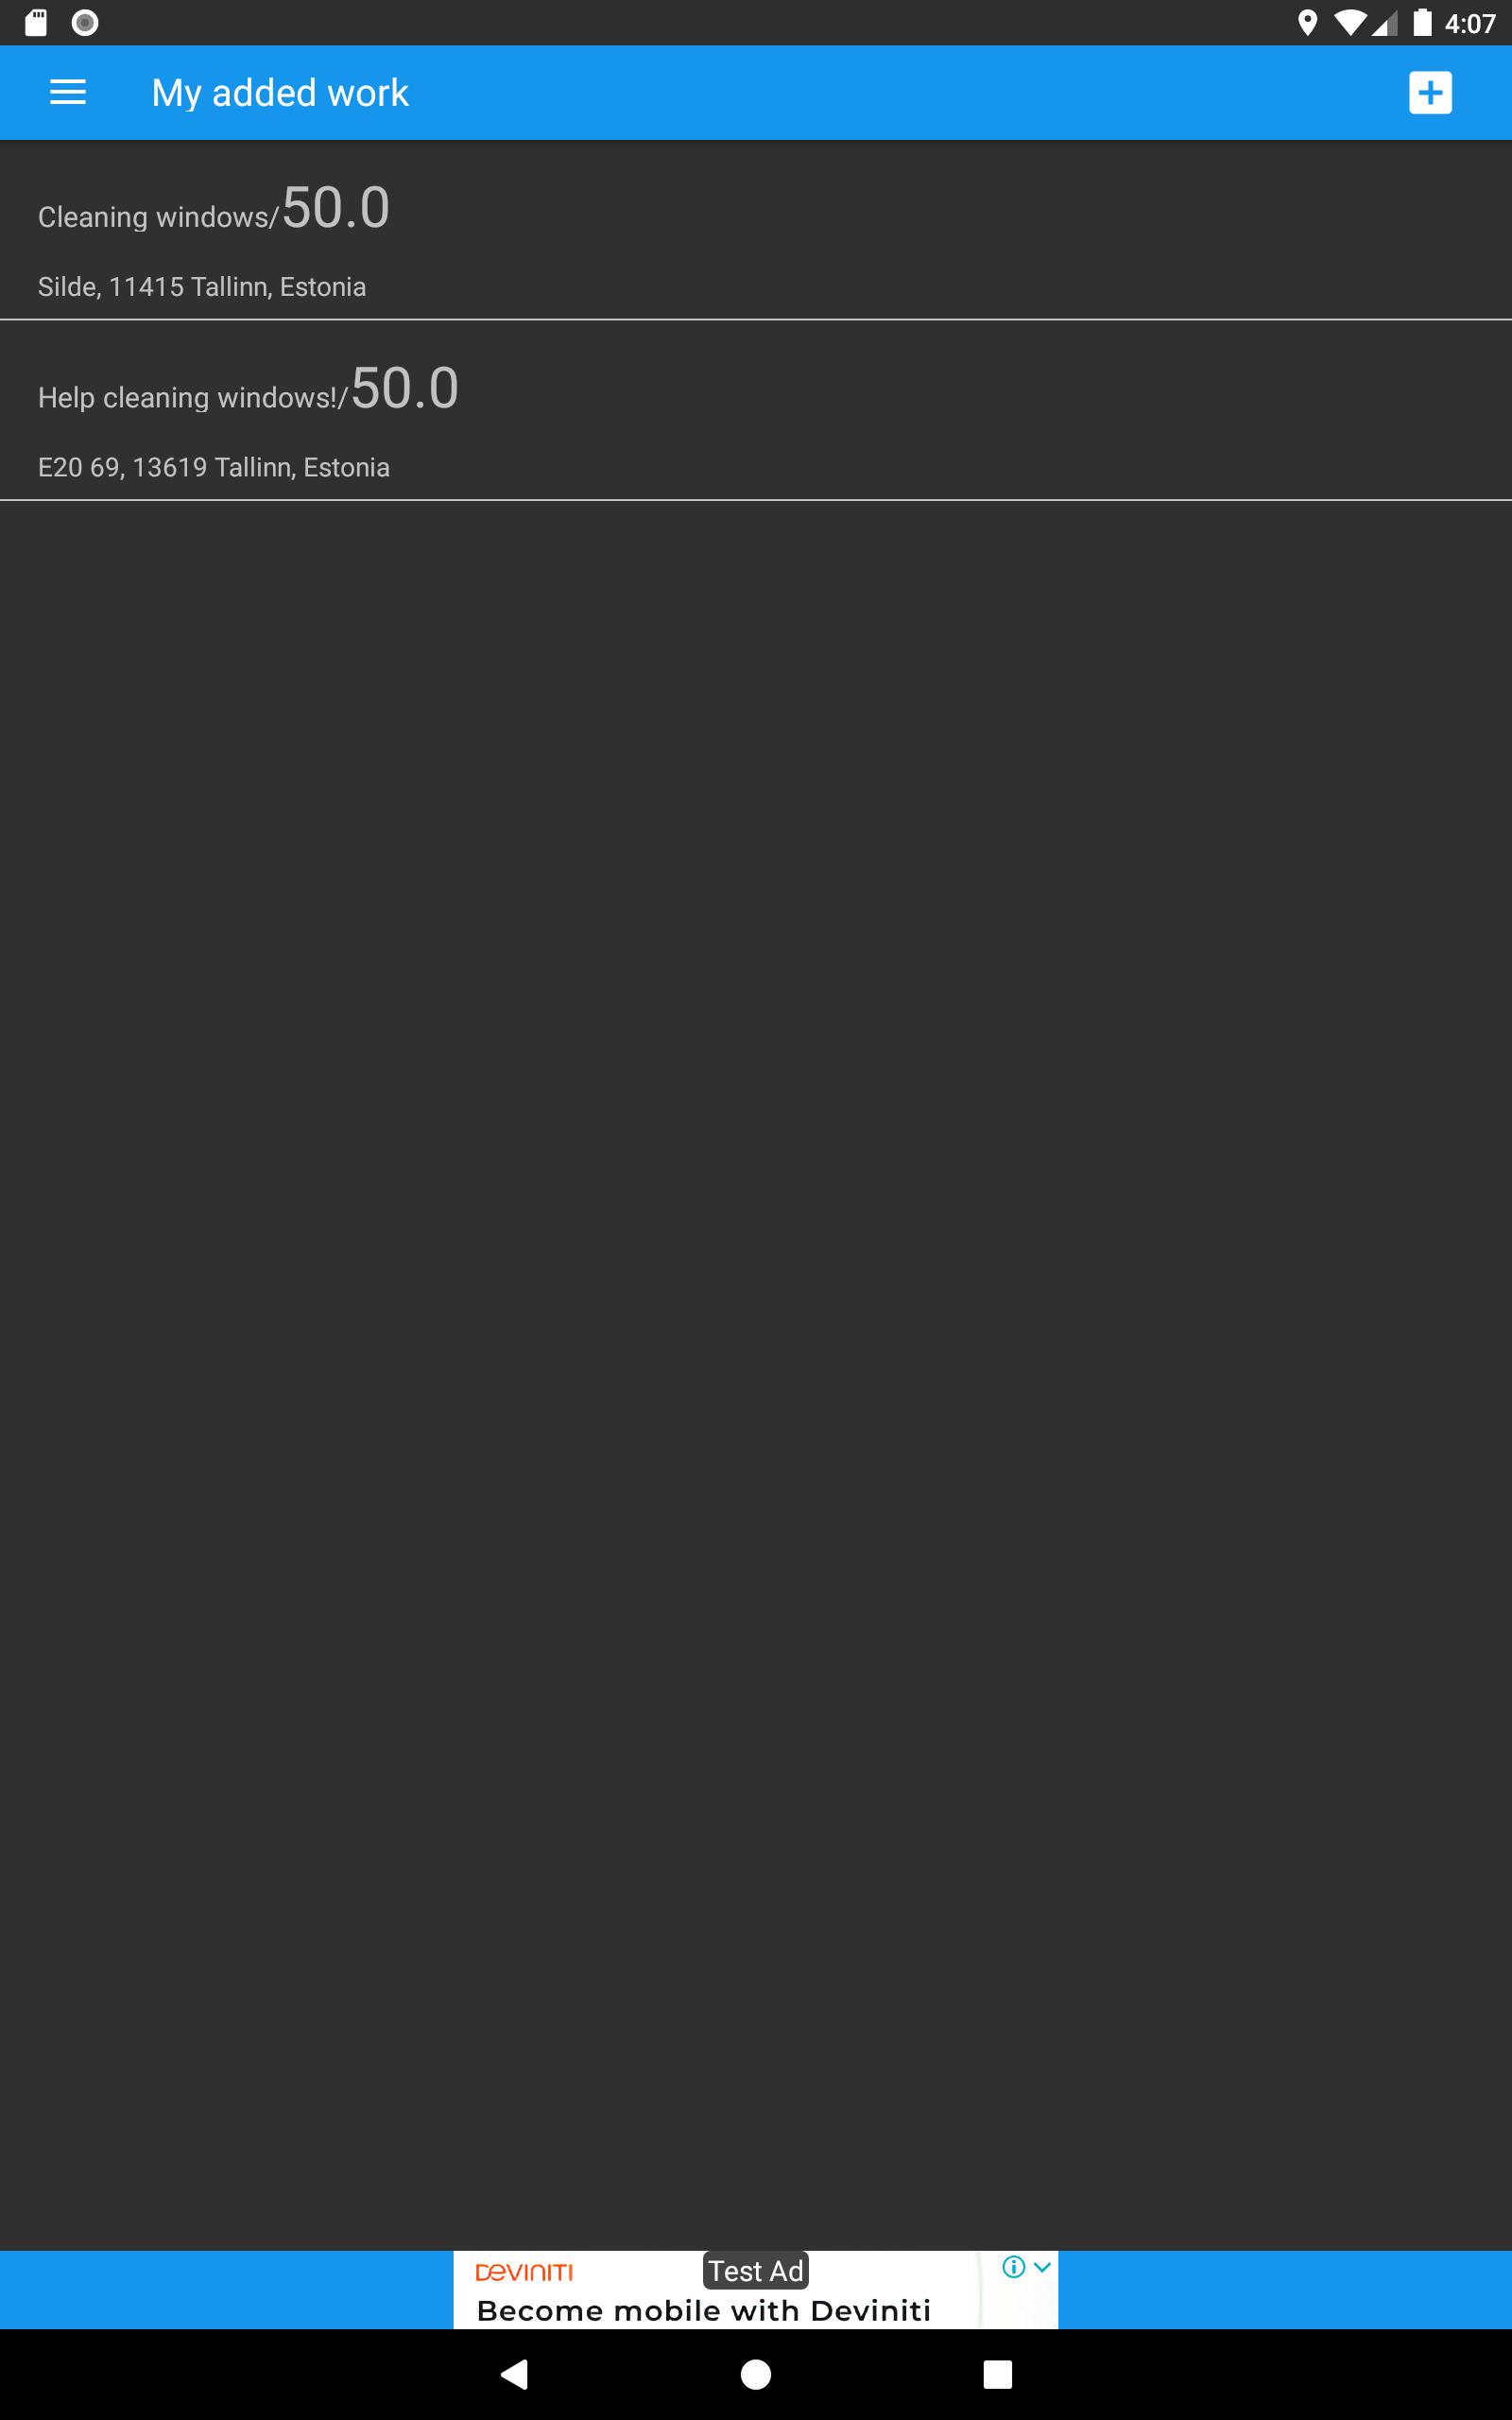 4:07
My added work
Cleaning windows/50.0
Silde, 11415 Tallinn, Estonia
Help cleaning windows!/50.0
E20 69, 13619 Tallinn, Estonia
DEVINITI
Test Ad
Become mobile with Deviniti